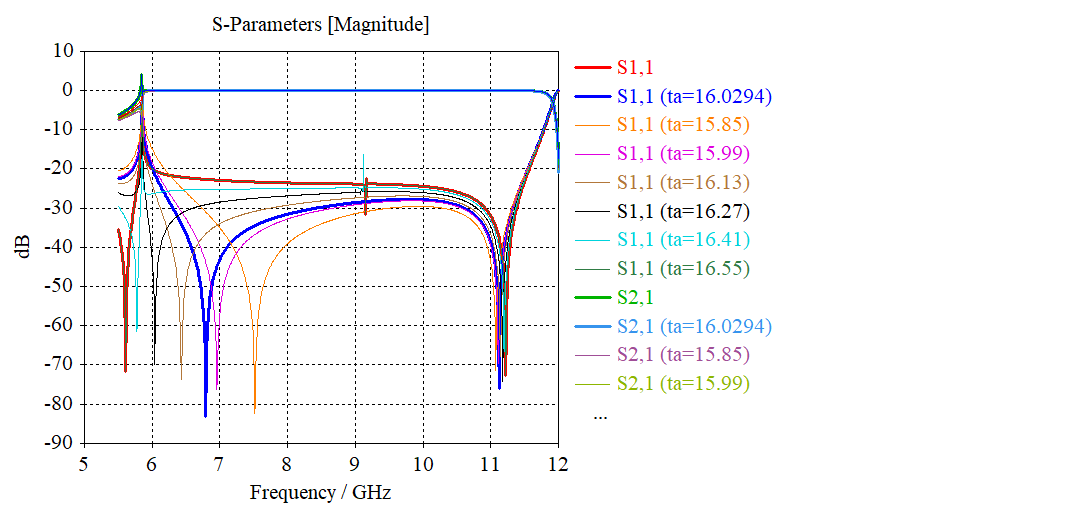 S-Parameters [Magnitude]
10
0
-10
-20
-30
-40
-50
-60
-70
-80
-90
dB
5
6
7
8
9
10
11
12
Frequency / GHz
S1,1
S1,1 (ta=16.0294)
S1,1 (ta=15.85)
S1,1 (ta=15.99)
S1,1 (ta=16.13)
S1,1 (ta=16.27)
S1,1 (ta=16.41)
S1,1 (ta=16.55)
S2,1
S2,1 (ta=16.0294)
S2,1 (ta=15.85)
S2,1 (ta=15.99)
...